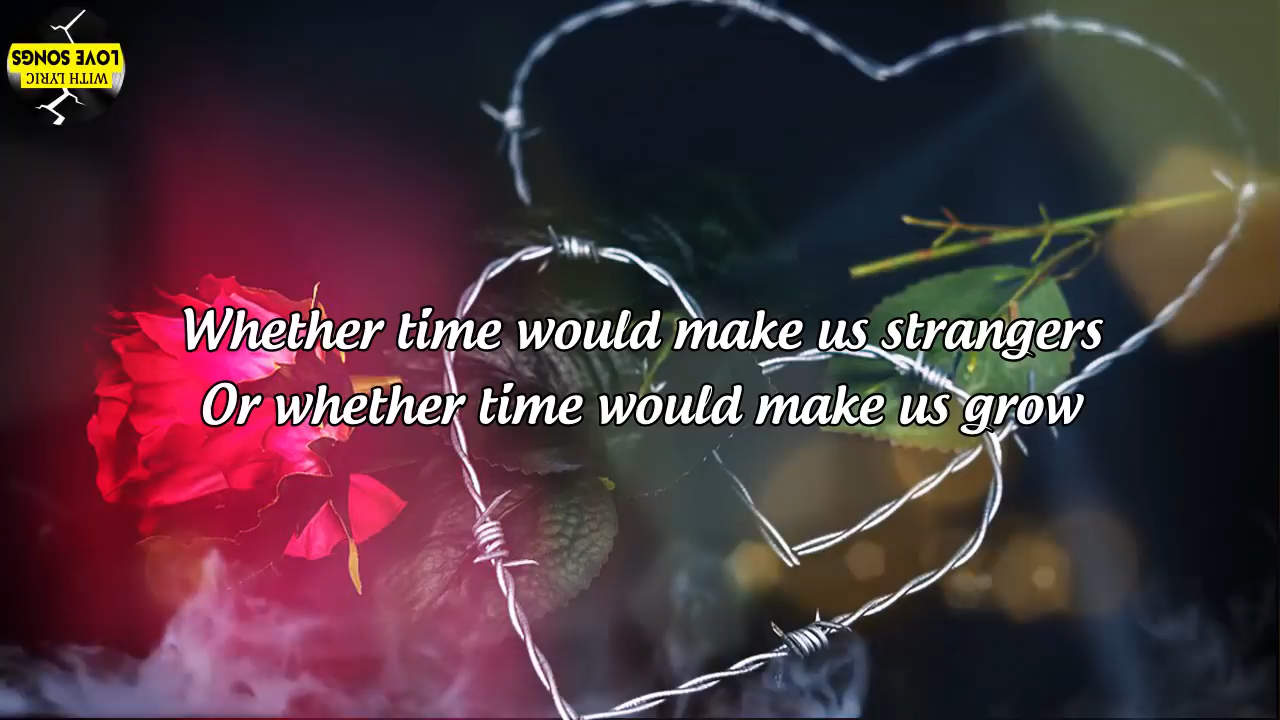 LOVE SONGS
WITH LYRIC
Whether time would make us strangers
Or whether time would make us grow